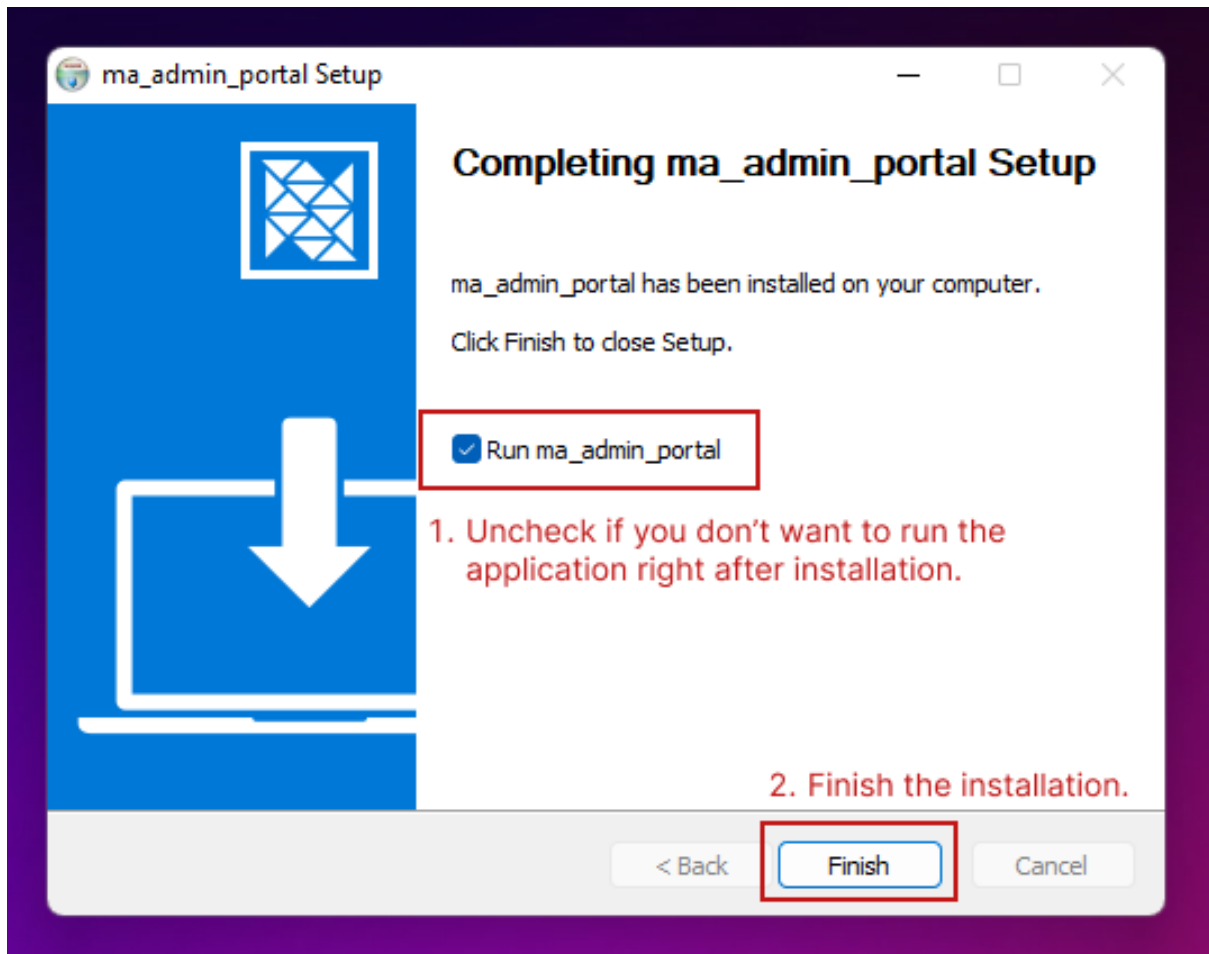 ma_admin_portal Setup
Completing ma_admin_portal Setup
ma_admin_portal has been installed on your computer.
Click Finish to close Setup.
Run ma_admin_portal
1. Uncheck if you don’t want to run the
application right after installation.
2. Finish the installation.
< Back
Finish
Cancel